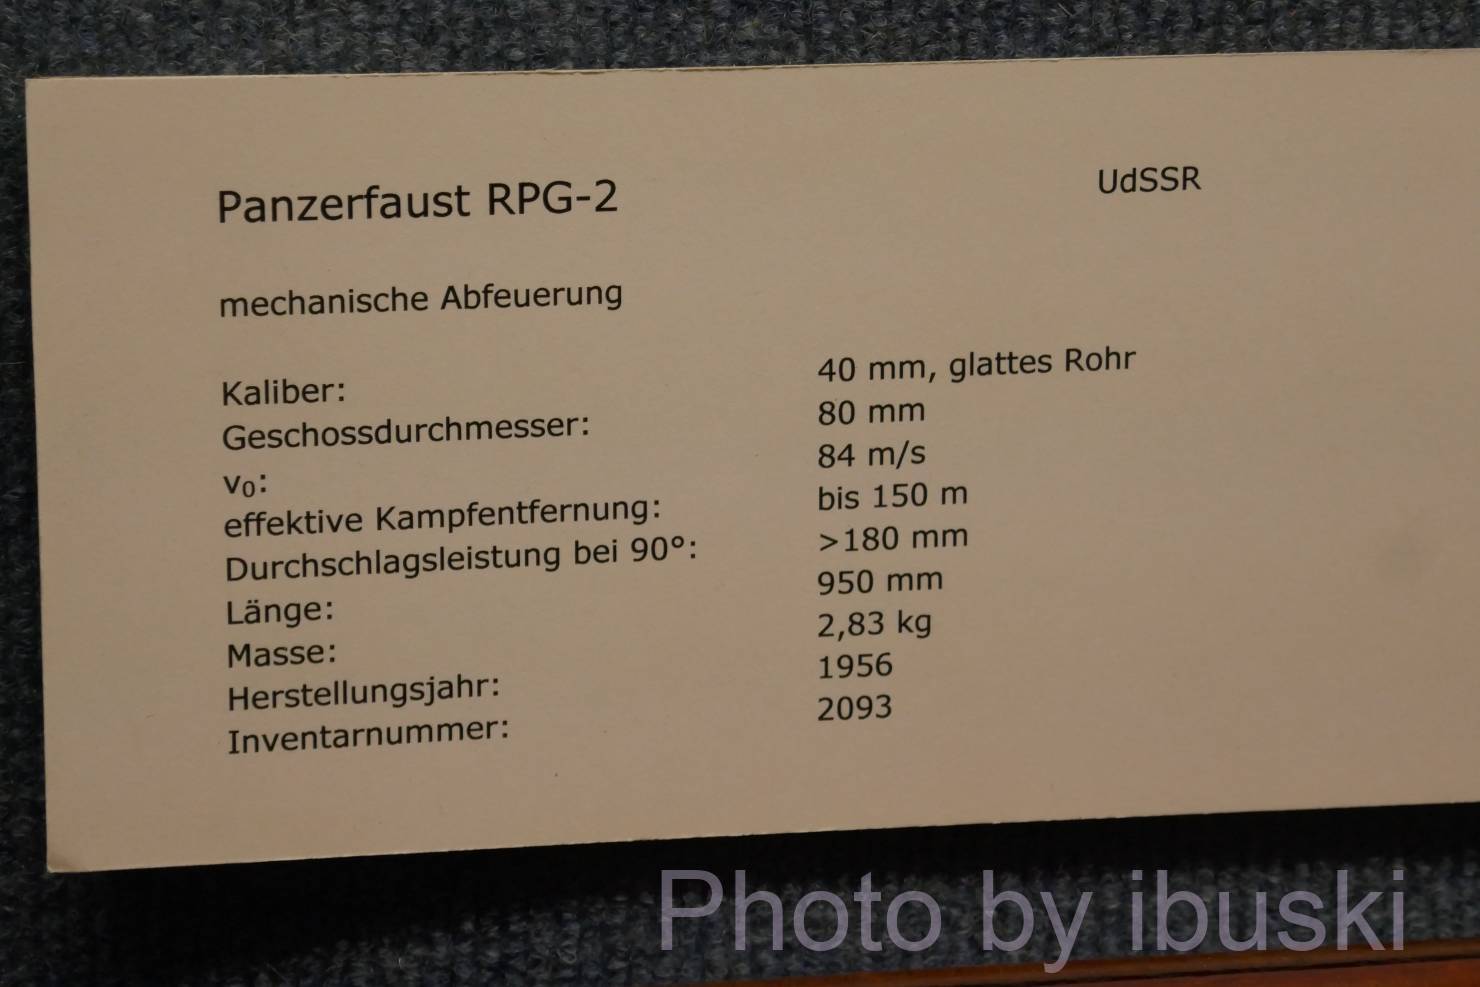 Panzerfaust RPG-2 UdSSR
mechanische Abfeuerung
Kaliber: 40 mm, glattes Rohr
Geschossdurchmesser: 80 mm
v₀: 84 m/s
effektive Kampfentfernung: bis 150 m
Durchschlagsleistung bei 90°: >180 mm
Länge: 950 mm
Masse: 2,83 kg
Herstellungsjahr: 1956
Inventarnummer: 2093
Photo by ibuski